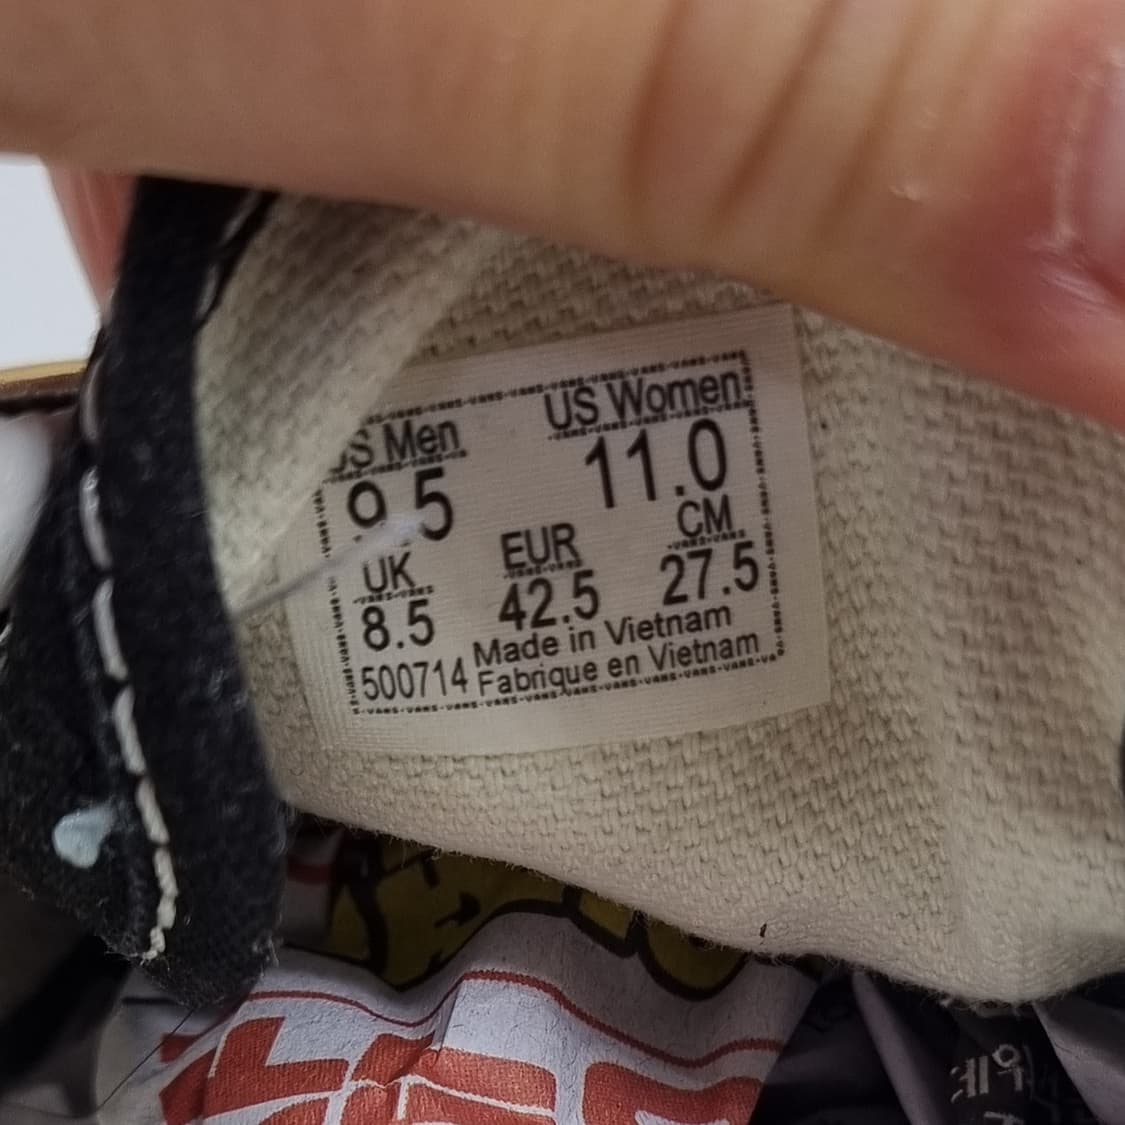 US Men US Women
9.5 11.0
UK EUR CM
8.5 42.5 27.5
Made in Vietnam
500714 Fabrique en Vietnam